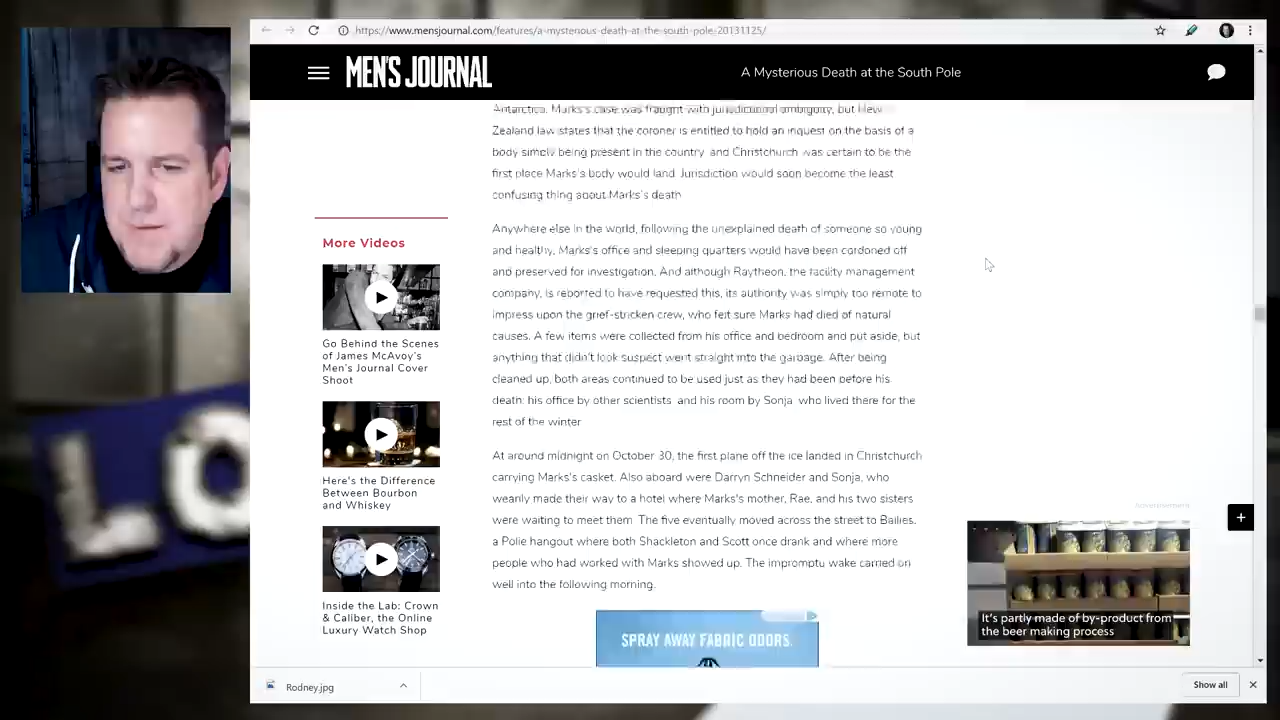 https://www.mensjournal.com/features/a-mysterious-death-at-the-south-pole-20131125/
MEN'S JOURNAL
A Mysterious Death at the South Pole
Antarctica. Marks's case was fraught with jurisdictional ambiguity, but New
Zealand law states that the coroner is entitled to hold an inquest on the basis of a
body simply being present in the country and Christchurch was certain to be the
first place Marks's body would land. Jurisdiction would soon become the least
confusing thing about Marks's death
Anywhere else in the world, following the unexplained death of someone so young
and healthy, Marks's office and sleeping quarters would have been cordoned off
and preserved for investigation. And although Raytheon, the facility management
company, is reported to have requested this, its authority was simply too remote to
impress upon the grief-stricken crew, who felt sure Marks had died of natural
causes. A few items were collected from his office and bedroom and put aside, but
anything that didn't look suspect went straight into the garbage. After being
cleaned up, both areas continued to be used just as they had been before his
death: his office by other scientists and his room by Sonja who lived there for the
rest of the winter
At around midnight on October 30, the first plane off the ice landed in Christchurch
carrying Marks's casket. Also aboard were Darryn Schneider and Sonja, who
wearily made their way to a hotel where Marks's mother, Rae, and his two sisters
were waiting to meet them The five eventually moved across the street to Bailies,
a Polie hangout where both Shackleton and Scott once drank and where more
people who had worked with Marks showed up. The impromptu wake carried on
well into the following morning.
More Videos
Go Behind the Scenes
of James McAvoy's
Men's Journal Cover
Shoot
Here's the Difference
Between Bourbon
and Whiskey
Inside the Lab: Crown
& Caliber, the Online
Luxury Watch Shop
SPRAY AWAY FABRIC ODORS.
Advertisement
It's partly made of by-product from
the beer making process
LO
Rodney.jpg
Show all